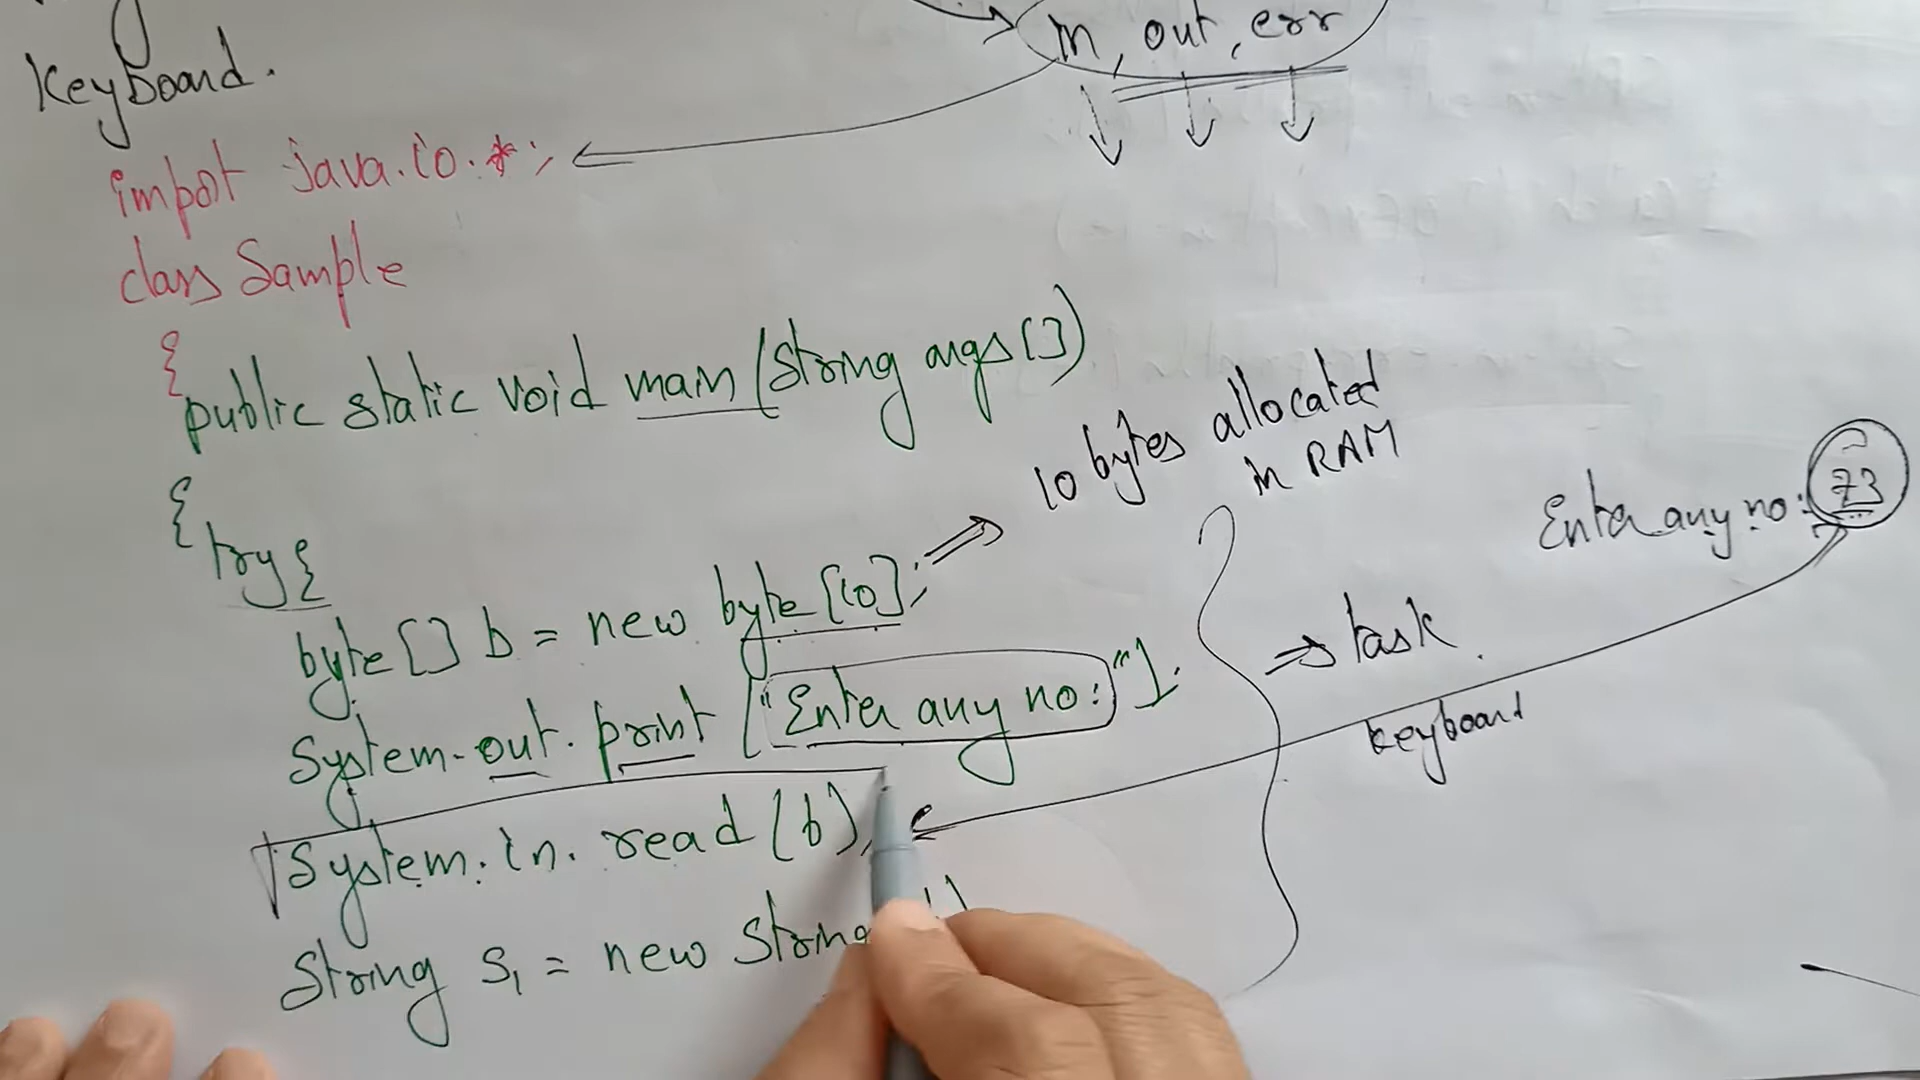 in, out, err
Keyboard.
import java.io.*;
class Sample
{
public static void main (String args[])
{
try {
byte[] b = new byte[10]; ⇒ 10 bytes allocated
in RAM
System.out.print ("Enter any no:");
System.in.read (b);
String s1 = new String
⇒ task
Enter any no: 73
keyboard